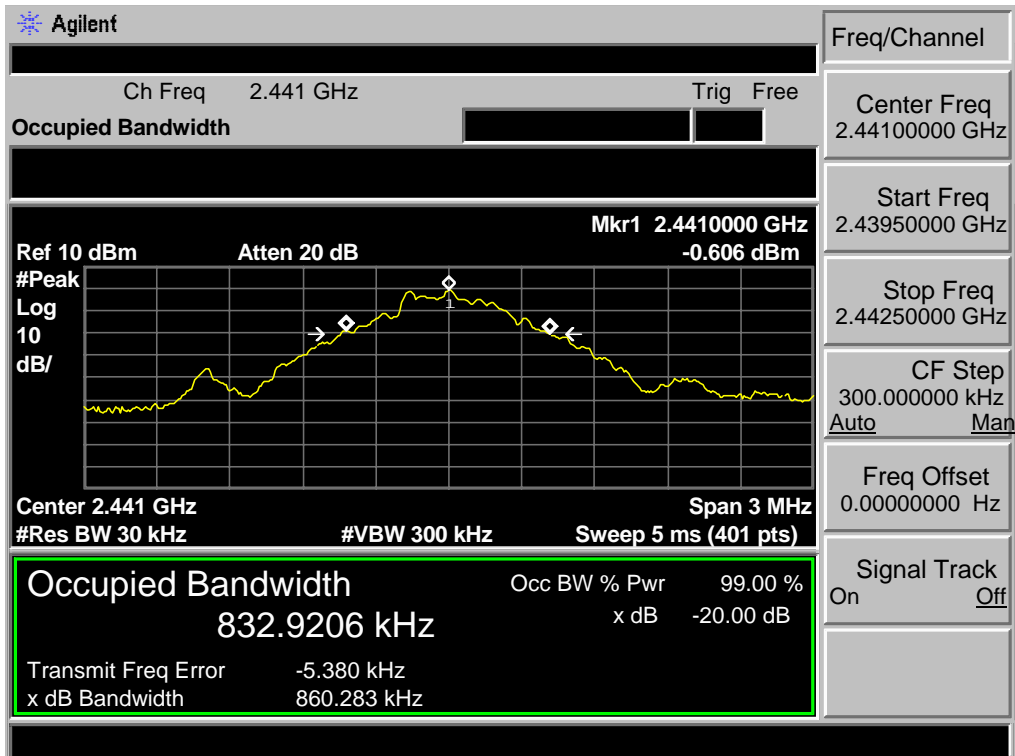 Agilent
Freq/Channel
Ch Freq 2.441 GHz Trig Free
Occupied Bandwidth
Center Freq
2.44100000 GHz
Start Freq
2.43950000 GHz
Stop Freq
2.44250000 GHz
CF Step
300.000000 kHz
Auto Man
Freq Offset
0.00000000 Hz
Signal Track
On Off
Mkr1 2.4410000 GHz
Ref 10 dBm Atten 20 dB -0.606 dBm
#Peak
Log
10
dB/
1
Center 2.441 GHz Span 3 MHz
#Res BW 30 kHz #VBW 300 kHz Sweep 5 ms (401 pts)
Occupied Bandwidth Occ BW % Pwr 99.00 %
832.9206 kHz x dB -20.00 dB
Transmit Freq Error -5.380 kHz
x dB Bandwidth 860.283 kHz